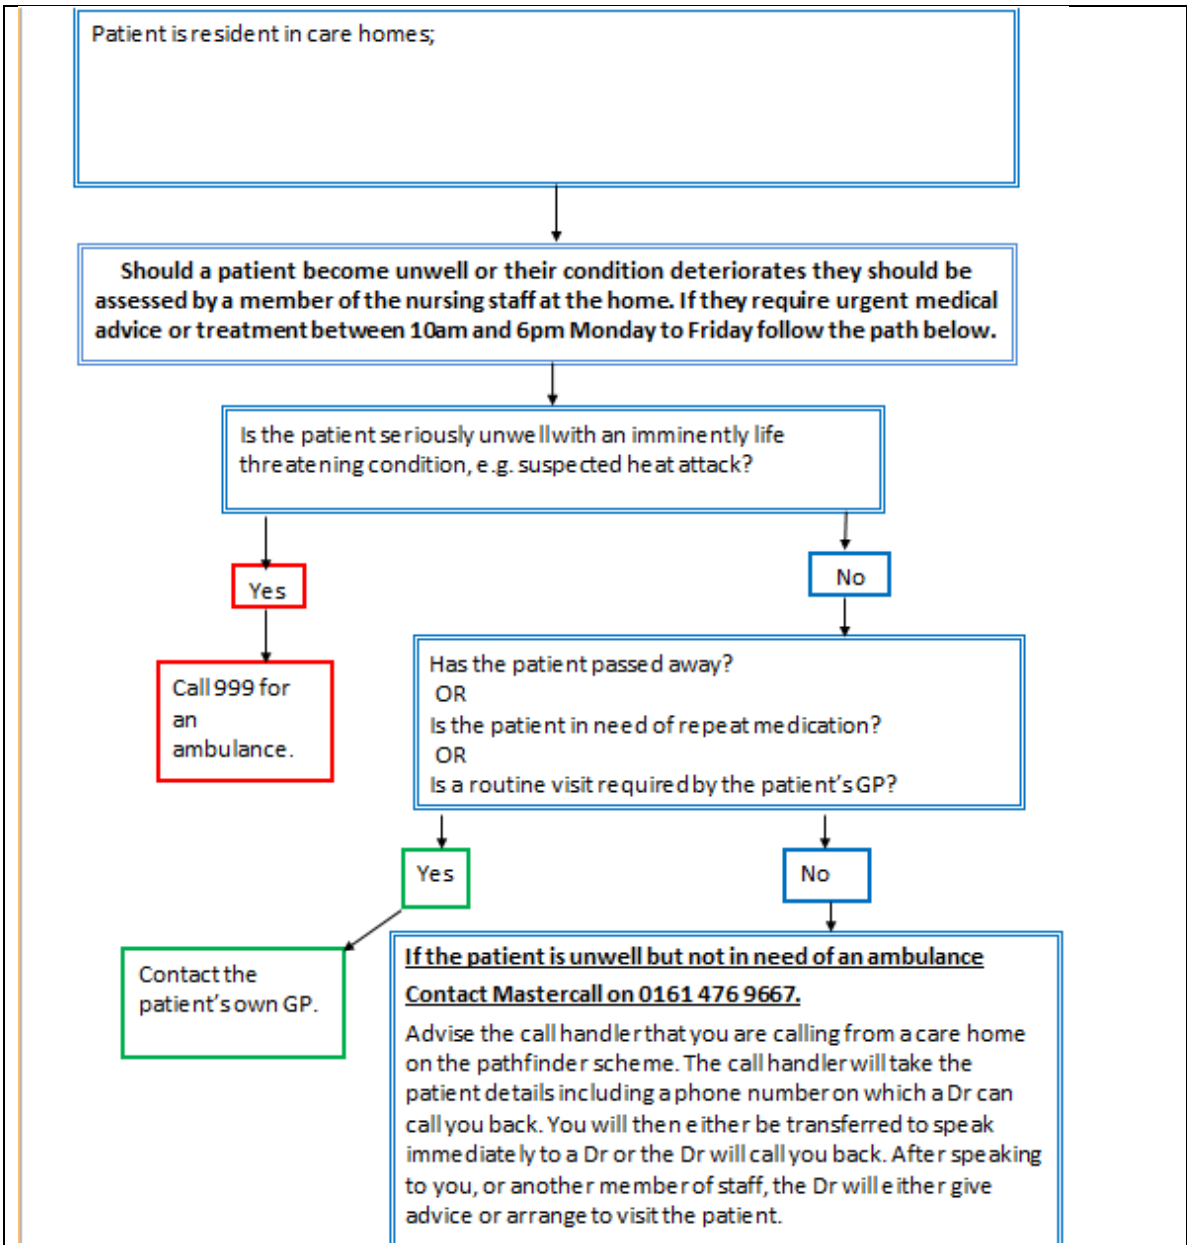 Patient is resident in care homes;
Should a patient become unwell or their condition deteriorates they should be
assessed by a member of the nursing staff at the home. If they require urgent medical
advice or treatment between 10am and 6pm Monday to Friday follow the path below.
Is the patient seriously unwell with an imminently life
threatening condition, e.g. suspected heat attack?
Yes
No
Call 999 for
an
ambulance.
Has the patient passed away?
OR
Is the patient in need of repeat medication?
OR
Is a routine visit required by the patient's GP?
Yes
No
Contact the
patient's own GP.
If the patient is unwell but not in need of an ambulance
Contact Mastercall on 0161 476 9667.
Advise the call handler that you are calling from a care home
on the pathfinder scheme. The call handler will take the
patient details including a phone number on which a Dr can
call you back. You will then either be transferred to speak
immediately to a Dr or the Dr will call you back. After speaking
to you, or another member of staff, the Dr will either give
advice or arrange to visit the patient.